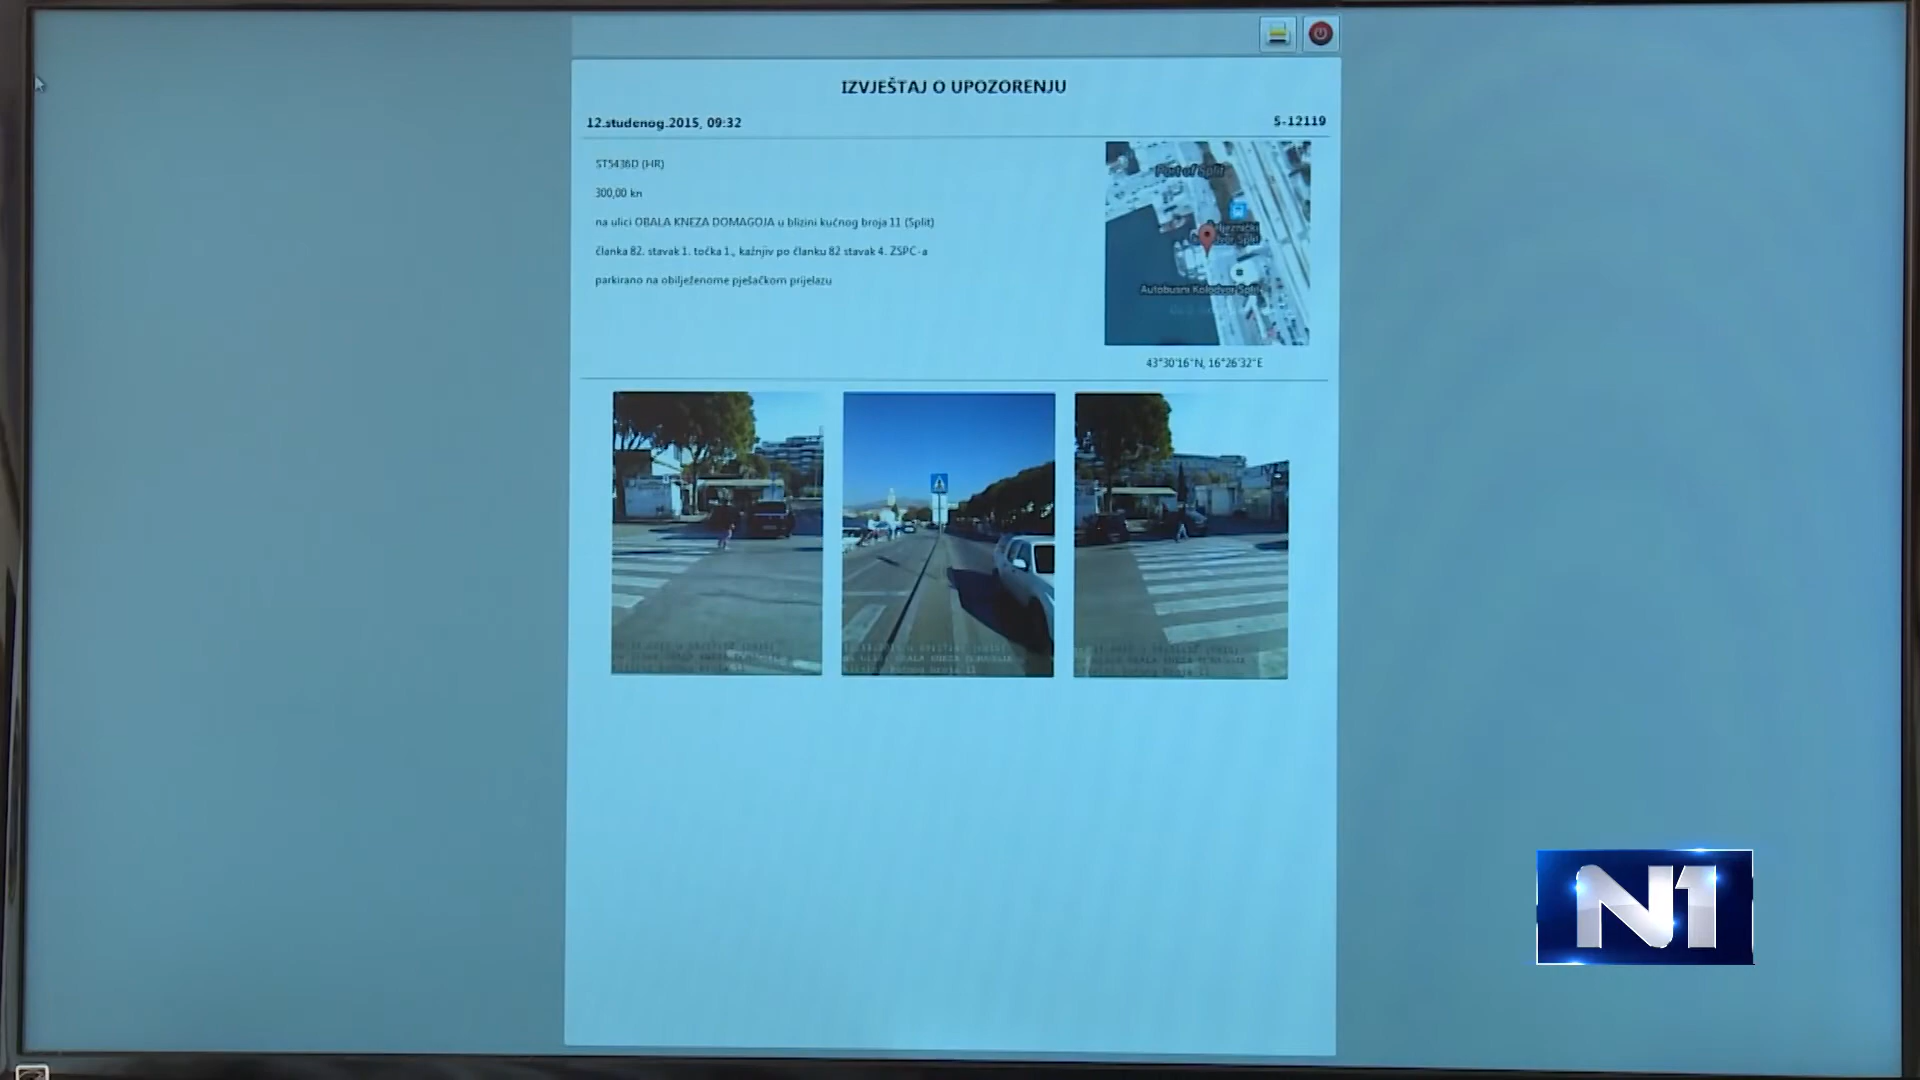 IZVJEŠTAJ O UPOZORENJU
12.studenog.2015, 09:32
S-12119
ST5436D (HR)
300,00 kn
na ulici OBALA KNEZA DOMAGOJA u blizini kućnog broja 11 (Split)
članka 82. stavak 1. točka 1., kažnjiv po članku 82 stavak 4. ZSPC-a
parkirano na obilježenome pješačkom prijelazu
Port of Split
Autobusni Kolodvor Split
43°30'16"N, 16°26'32"E
N1